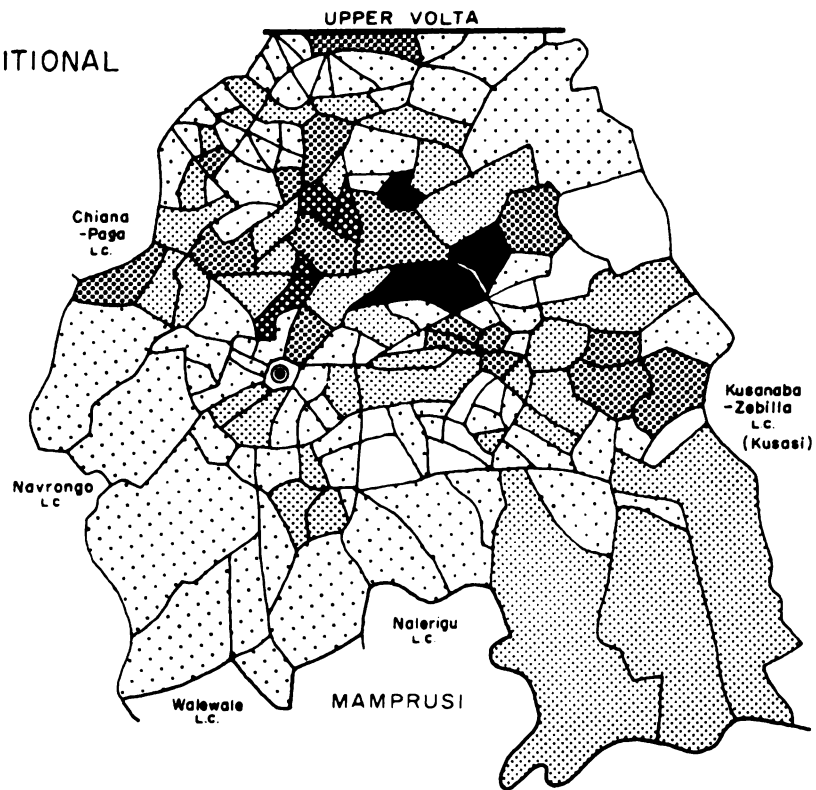 UPPER VOLTA
ITIONAL
Chiana
-Paga
L.C.
Kusanaba
-Zebilla
L.C.
(Kusasi)
Navrongo
L C
Nalerigu
L.C.
Walewale
L.C.
MAMPRUSI